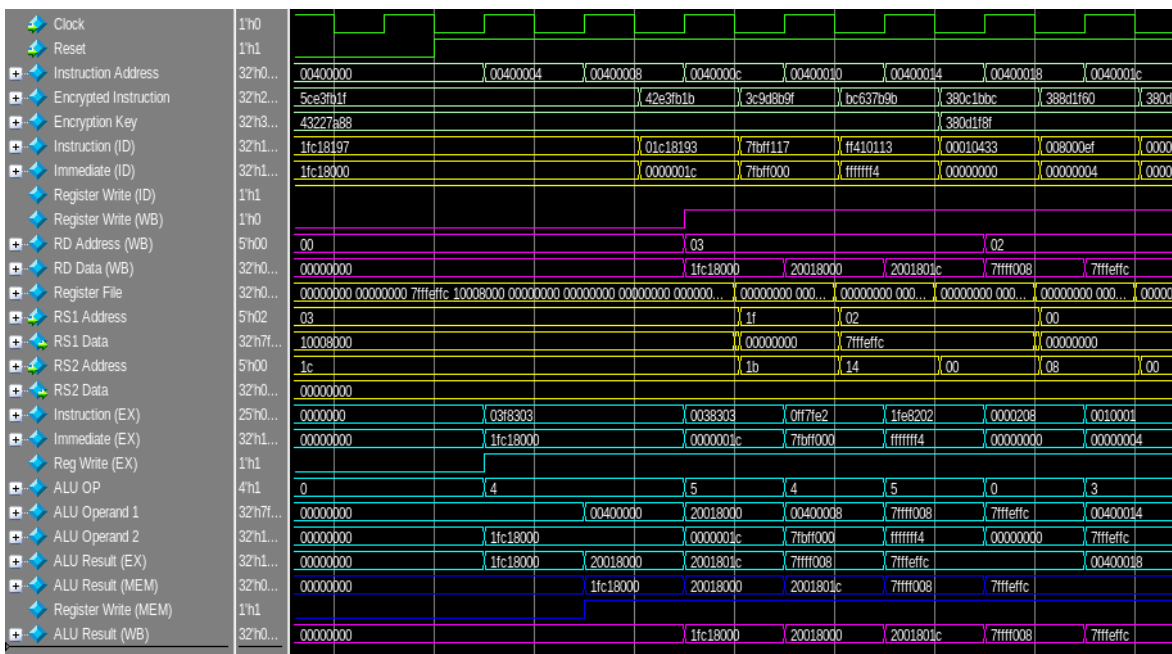 Clock 1'h0
Reset 1'h1
Instruction Address 32'h0... 00400000 00400004 00400008 0040000c 00400010 00400014 00400018 0040001c
Encrypted Instruction 32'h2... 5ce3fb1f 42e3fb1b 3c9d8b9f bc637b9b 380c1bbc 388d1f60 380d
Encryption Key 32'h3... 43227a88 380d1f8f
Instruction (ID) 32'h1... 1fc18197 01c18193 7fbff117 ff410113 00010433 008000ef 0000
Immediate (ID) 32'h1... 1fc18000 0000001c 7fbff000 fffffff4 00000000 00000004 0000
Register Write (ID) 1'h1
Register Write (WB) 1'h0
RD Address (WB) 5'h00 00 03 02
RD Data (WB) 32'h0... 00000000 1fc18000 20018000 2001801c 7ffff008 7fffeffc
Register File 32'h0... 00000000 00000000 7fffeffc 10008000 00000000 00000000 00000000 000000... 00000000 000... 00000000 000... 00000000 000... 00000000 000... 00000
RS1 Address 5'h02 03 1f 02 00
RS1 Data 32'h7f... 10008000 00000000 7fffeffc 00000000
RS2 Address 5'h00 1c 1b 14 00 08 00
RS2 Data 32'h0... 00000000
Instruction (EX) 25'h0... 0000000 03f8303 0038303 0ff7fe2 1fe8202 0000208 0010001
Immediate (EX) 32'h1... 00000000 1fc18000 0000001c 7fbff000 fffffff4 00000000 00000004
Reg Write (EX) 1'h1
ALU OP 4'h1 0 4 5 4 5 0 3
ALU Operand 1 32'h7f... 00000000 00400000 20018000 00400008 7ffff008 7fffeffc 00400014
ALU Operand 2 32'h1... 00000000 1fc18000 0000001c 7fbff000 fffffff4 00000000 7fffeffc
ALU Result (EX) 32'h1... 00000000 1fc18000 20018000 2001801c 7ffff008 7fffeffc 00400018
ALU Result (MEM) 32'h0... 00000000 1fc18000 20018000 2001801c 7ffff008 7fffeffc
Register Write (MEM) 1'h1
ALU Result (WB) 32'h0... 00000000 1fc18000 20018000 2001801c 7ffff008 7fffeffc